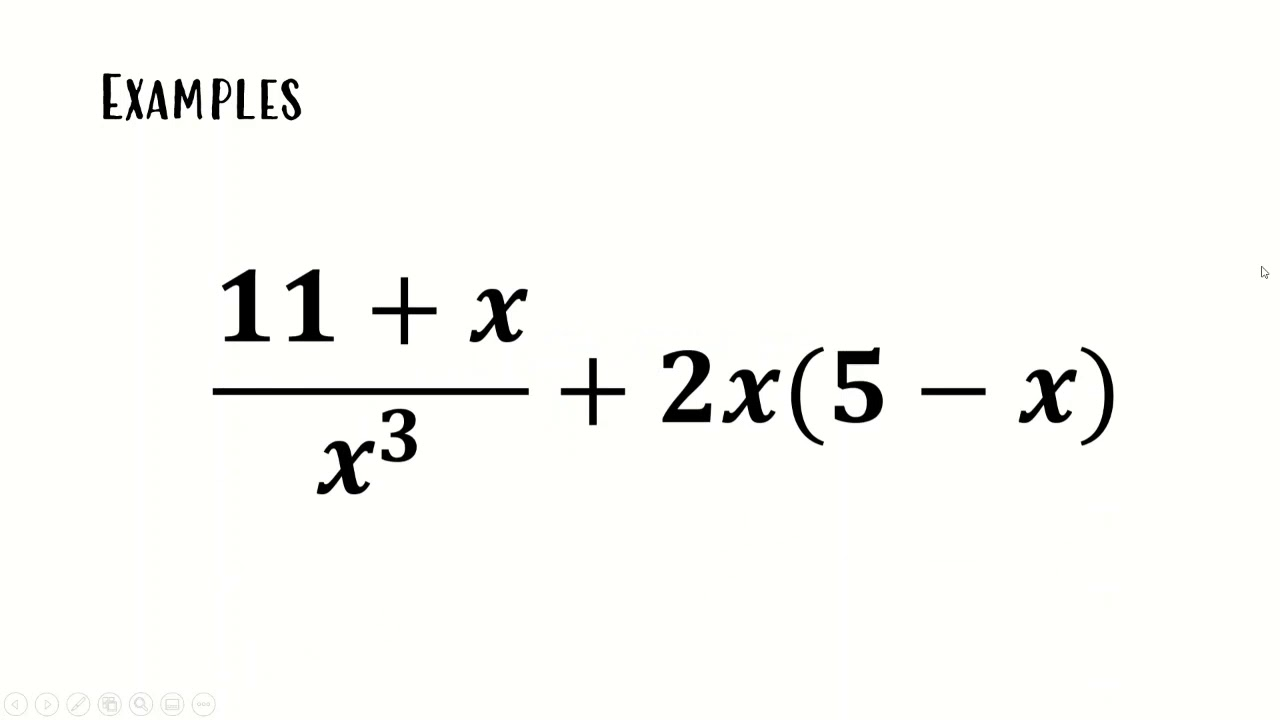 Examples
11 + x
x³
+ 2x(5 − x)